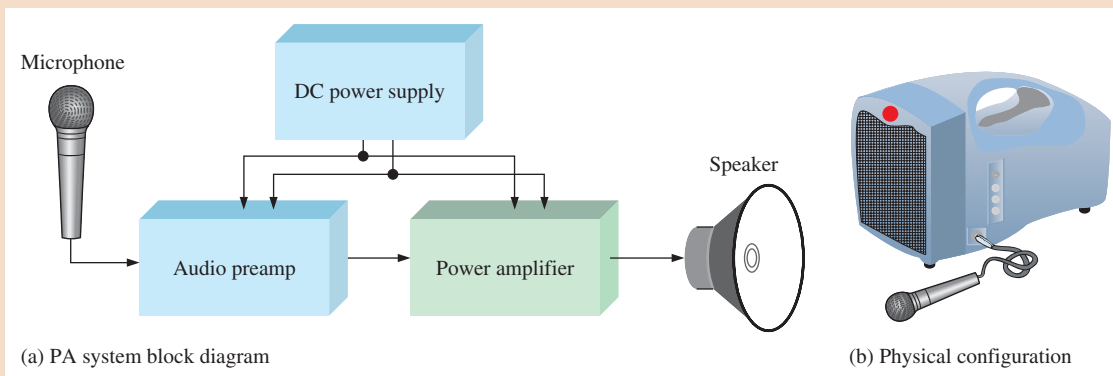 Microphone
DC power supply
Speaker
Audio preamp
Power amplifier
(a) PA system block diagram
(b) Physical configuration